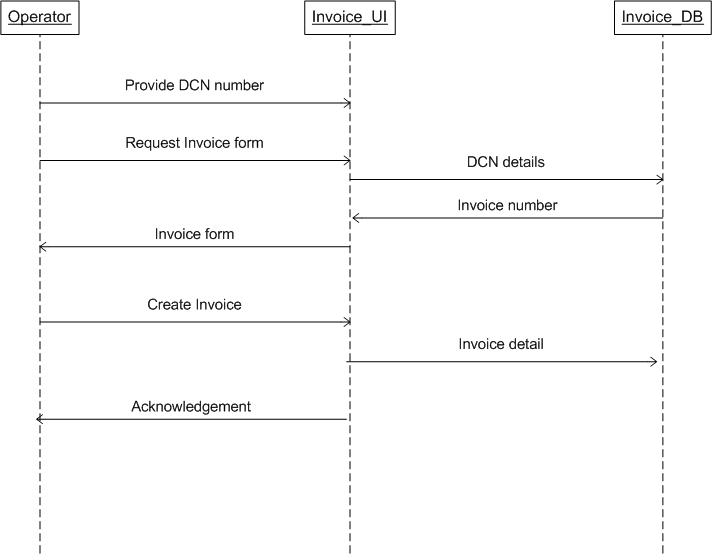 Operator
Invoice_UI
Invoice_DB
Provide DCN number
Request Invoice form
DCN details
Invoice number
Invoice form
Create Invoice
Invoice detail
Acknowledgement